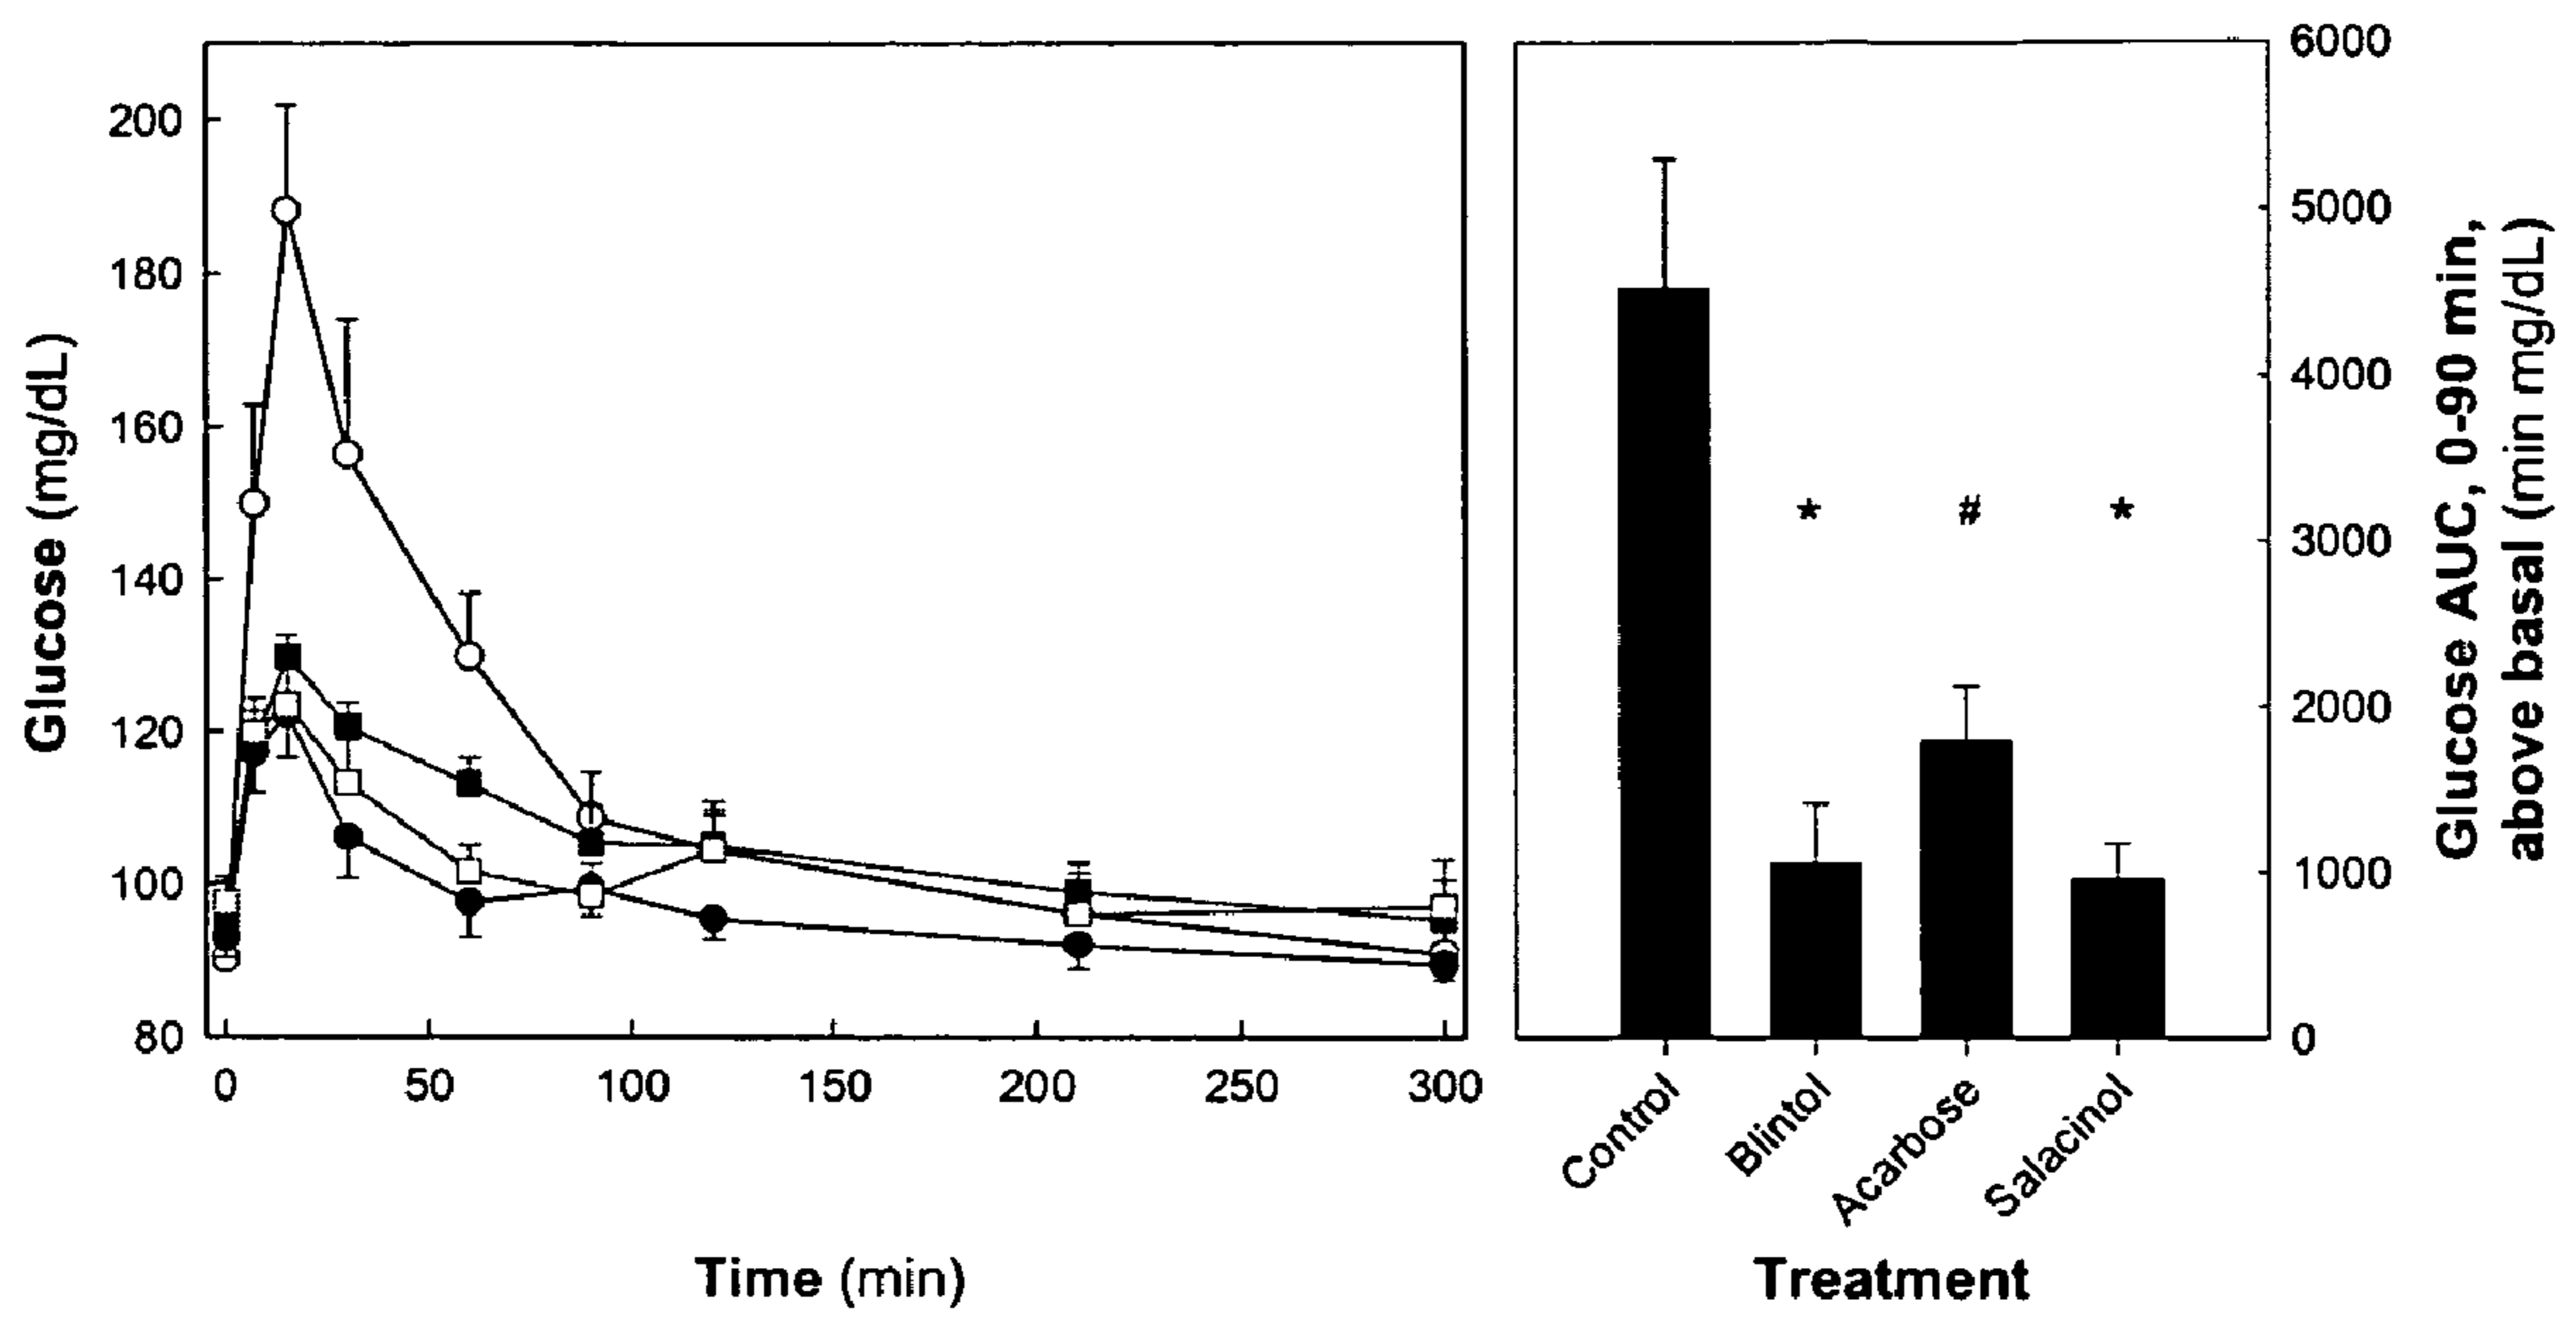 Glucose (mg/dL)
200
180
160
140
120
100
80
0 50 100 150 200 250 300
Time (min)
* # *
6000
5000
4000
3000
2000
1000
0
Control
Blintol
Acarbose
Salacinol
Treatment
Glucose AUC, 0-90 min,
above basal (min mg/dL)